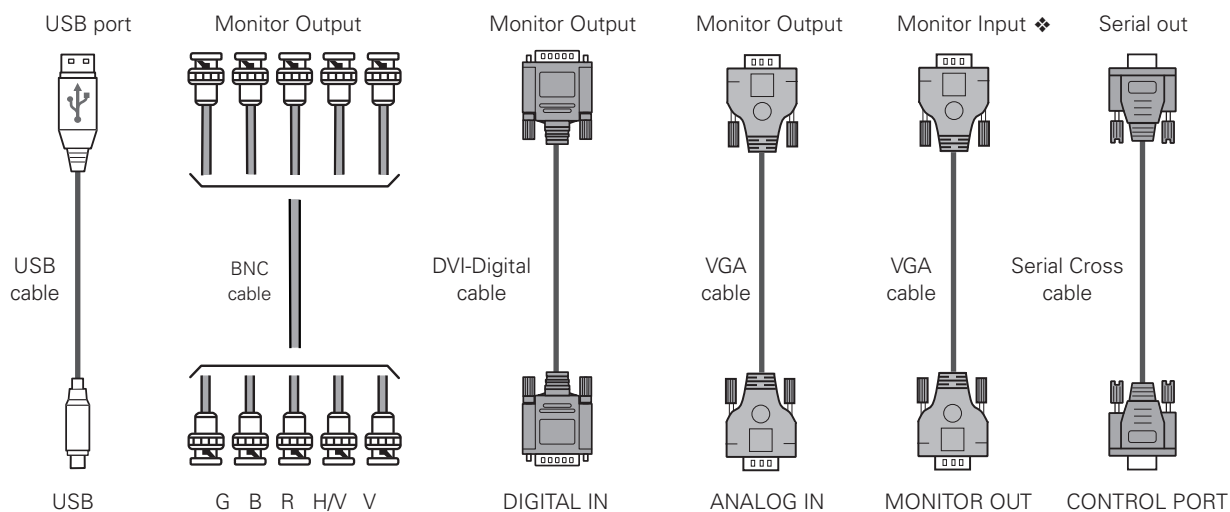 USB port
Monitor Output
Monitor Output
Monitor Output
Monitor Input ❖
Serial out
USB
cable
BNC
cable
DVI-Digital
cable
VGA
cable
VGA
cable
Serial Cross
cable
USB
G B R H/V V
DIGITAL IN
ANALOG IN
MONITOR OUT
CONTROL PORT